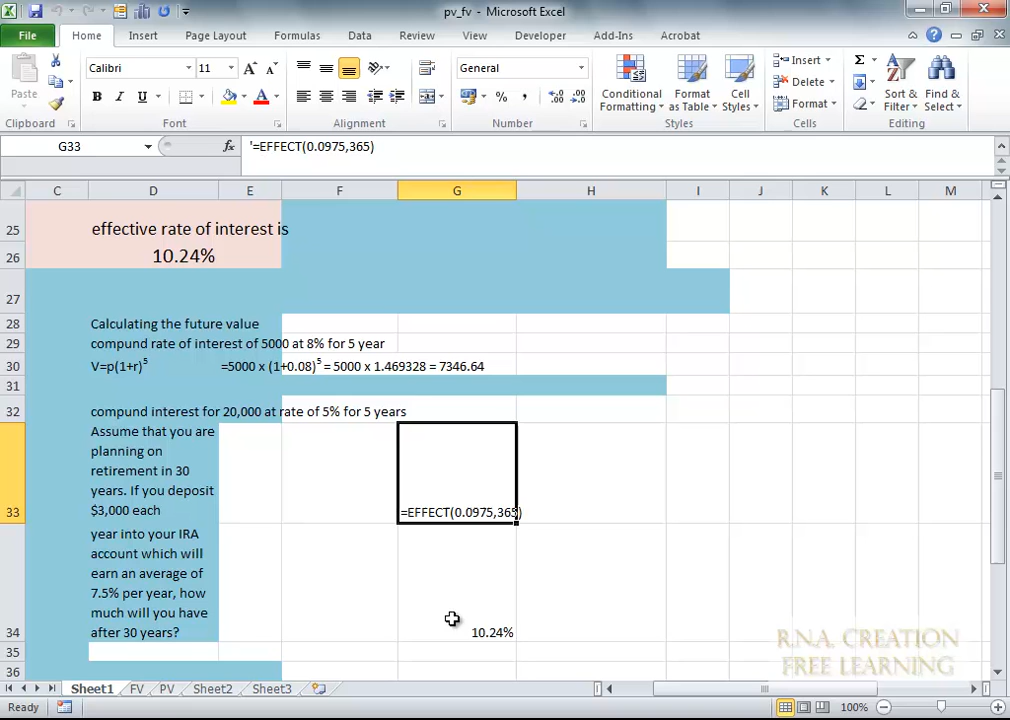 pv_fv - Microsoft Excel
File Home Insert Page Layout Formulas Data Review View Developer Add-Ins Acrobat
Paste
Calibri 11
B I U
General
Conditional Formatting
Format as Table
Cell Styles
Insert
Delete
Format
Sort & Filter
Find & Select
Clipboard Font Alignment Number Styles Cells Editing
G33 fx '=EFFECT(0.0975,365)
C D E F G H I J K L M
25 effective rate of interest is
26 10.24%
27
28 Calculating the future value
29 compund rate of interest of 5000 at 8% for 5 year
30 V=p(1+r)⁵ =5000 x (1+0.08)⁵ = 5000 x 1.469328 = 7346.64
31
32 compund interest for 20,000 at rate of 5% for 5 years
Assume that you are
planning on
retirement in 30
years. If you deposit
33 $3,000 each =EFFECT(0.0975,365)
year into your IRA
account which will
earn an average of
7.5% per year, how
much will you have
34 after 30 years? 10.24%
35
36
R.N.A. CREATION
FREE LEARNING
Sheet1 FV PV Sheet2 Sheet3
Ready 100%